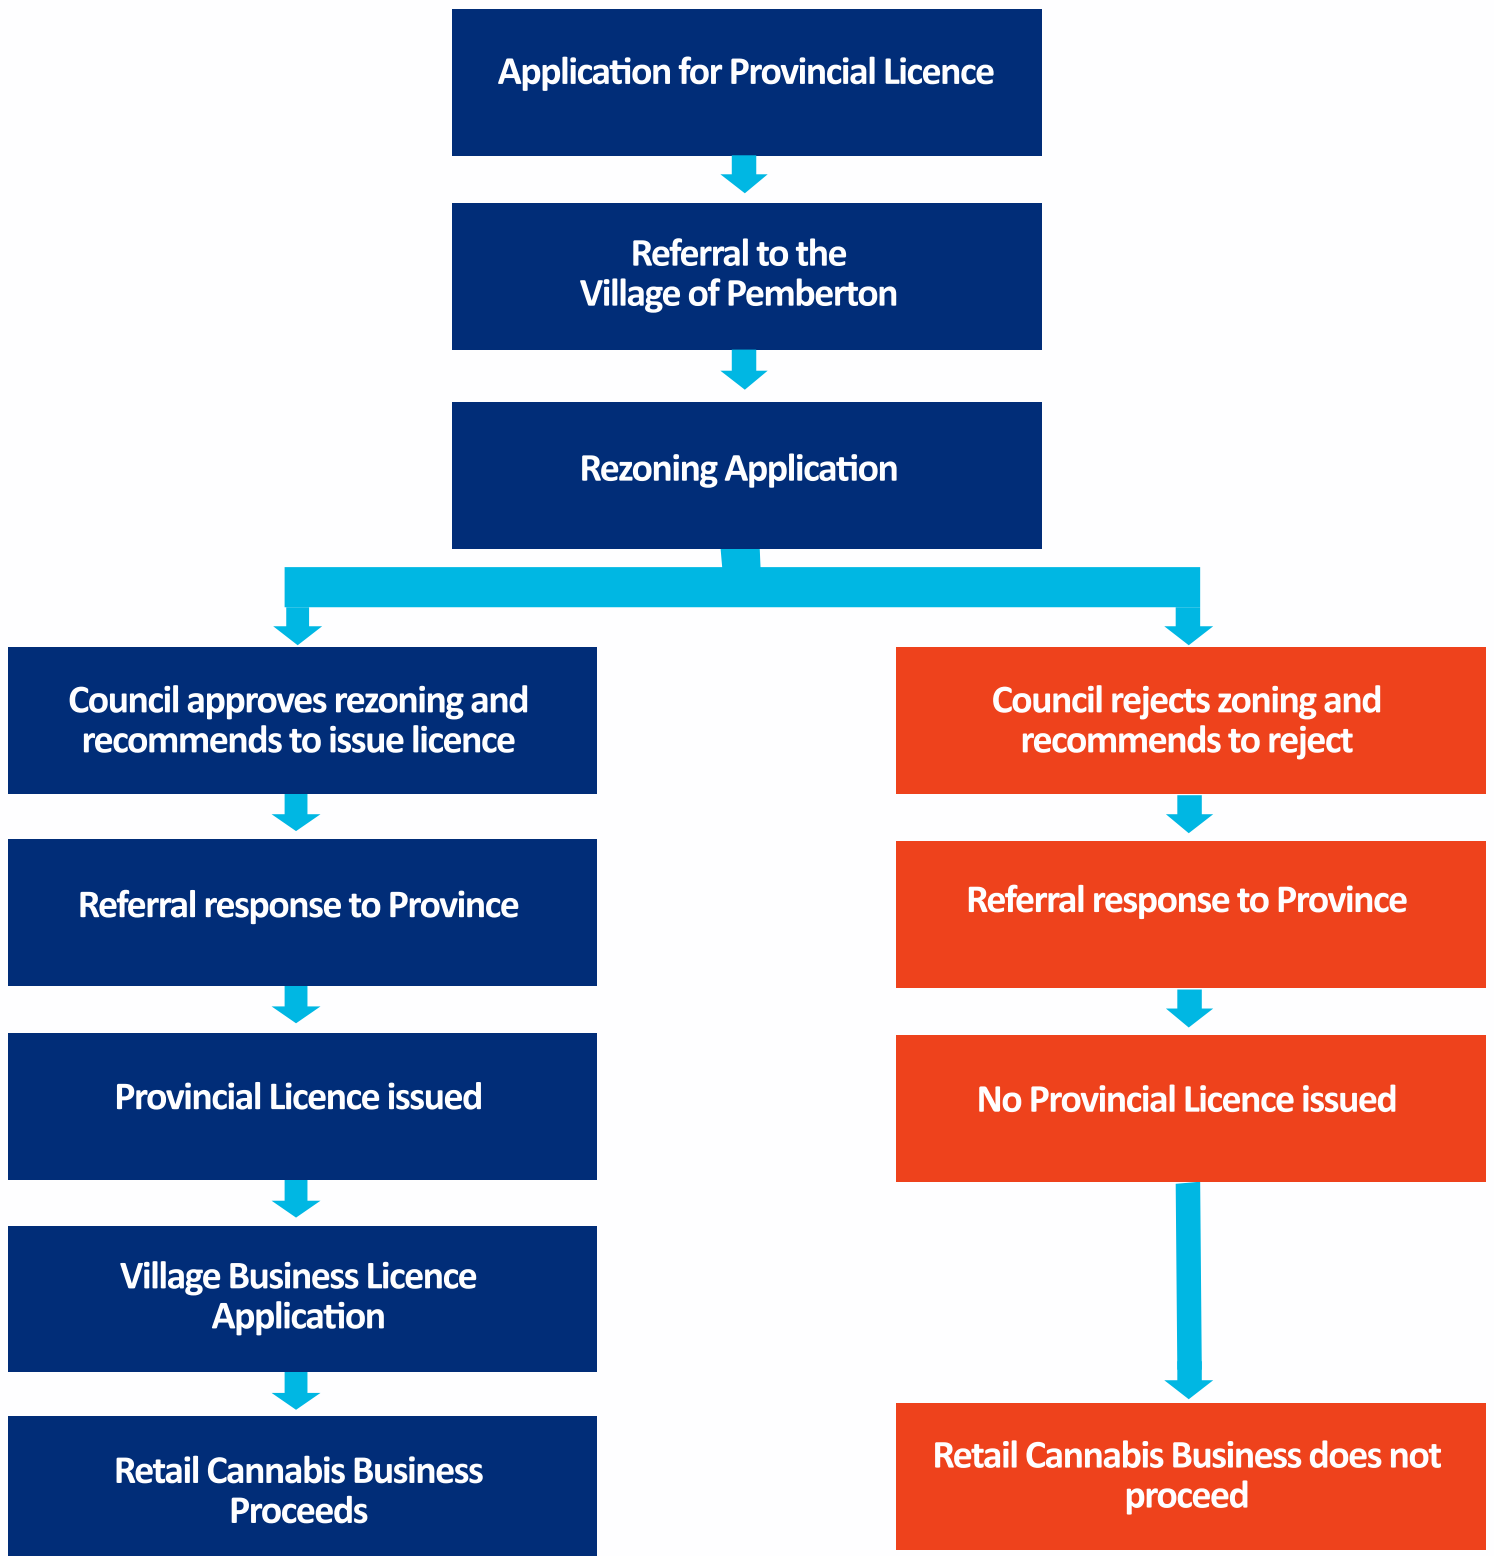 Application for Provincial Licence
Referral to the
Village of Pemberton
Rezoning Application
Council approves rezoning and
recommends to issue licence
Referral response to Province
Provincial Licence issued
Village Business Licence
Application
Retail Cannabis Business
Proceeds
Council rejects zoning and
recommends to reject
Referral response to Province
No Provincial Licence issued
Retail Cannabis Business does not
proceed